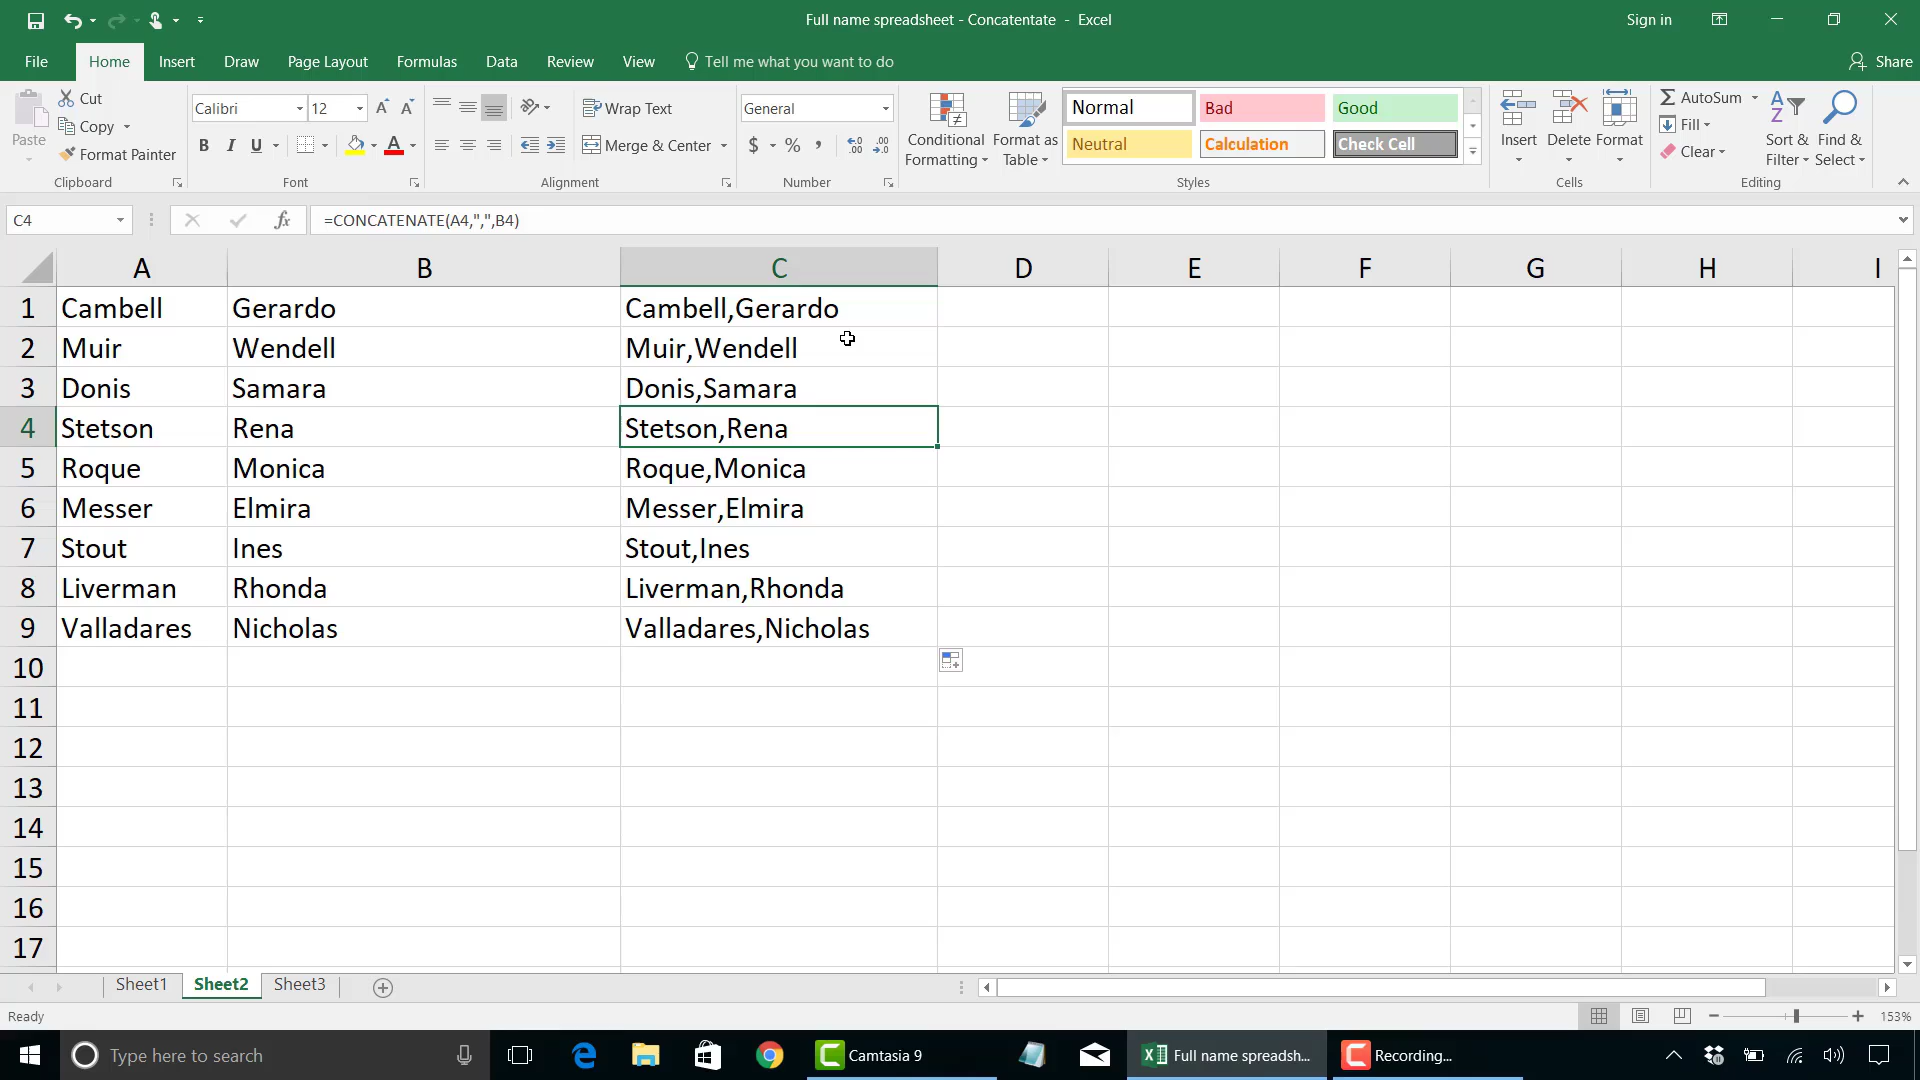 Full name spreadsheet - Concatentate - Excel
Sign in
File Home Insert Draw Page Layout Formulas Data Review View Tell me what you want to do Share
Paste Cut
Copy
Format Painter
Clipboard
Calibri 12
B I U A
Font
Wrap Text
Merge & Center
Alignment
General
$ % , .00 .0
Number
Conditional Formatting
Format as Table
Normal Bad Good
Neutral Calculation Check Cell
Styles
Insert Delete Format
Cells
AutoSum
Fill
Clear
Sort & Filter
Find & Select
Editing
C4 fx =CONCATENATE(A4,",",B4)
A B C D E F G H I
1 Cambell Gerardo Cambell,Gerardo
2 Muir Wendell Muir,Wendell
3 Donis Samara Donis,Samara
4 Stetson Rena Stetson,Rena
5 Roque Monica Roque,Monica
6 Messer Elmira Messer,Elmira
7 Stout Ines Stout,Ines
8 Liverman Rhonda Liverman,Rhonda
9 Valladares Nicholas Valladares,Nicholas
10
11
12
13
14
15
16
17
Sheet1 Sheet2 Sheet3
Ready 153%
Type here to search Camtasia 9 Full name spreadsh... Recording...